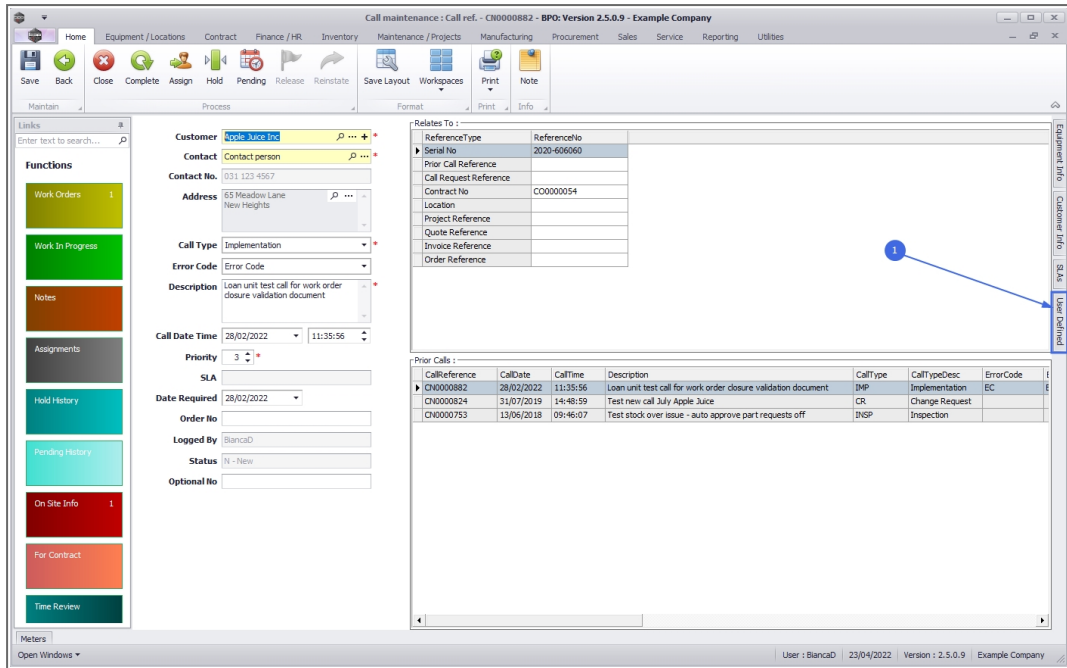 Call maintenance : Call ref. - CN0000882 - BPO: Version 2.5.0.9 - Example Company
Home Equipment / Locations Contract Finance / HR Inventory Maintenance / Projects Manufacturing Procurement Sales Service Reporting Utilities
Save Back Close Complete Assign Hold Pending Release Reinstate Save Layout Workspaces Print Note
Maintain Process Format Print Info
Links
Enter text to search...
Functions
Work Orders 1
Work In Progress
Notes
Assignments
Hold History
Pending History
On Site Info 1
For Contract
Time Review
Customer Apple Juice Inc *
Contact Contact person *
Contact No. 031 123 4567
Address 65 Meadow Lane
New Heights
Call Type Implementation *
Error Code Error Code
Description Loan unit test call for work order *
closure validation document
Call Date Time 28/02/2022 11:35:56
Priority 3 *
SLA
Date Required 28/02/2022
Order No
Logged By BiancaD
Status N - New
Optional No
Relates To :
ReferenceType ReferenceNo
Serial No 2020-606060
Prior Call Reference
Call Request Reference
Contract No CO0000054
Location
Project Reference
Quote Reference
Invoice Reference
Order Reference
1
Prior Calls :
CallReference CallDate CallTime Description CallType CallTypeDesc ErrorCode E
CN0000882 28/02/2022 11:35:56 Loan unit test call for work order closure validation document IMP Implementation EC E
CN0000824 31/07/2019 14:48:59 Test new call July Apple Juice CR Change Request
CN0000753 13/06/2018 09:46:07 Test stock over issue - auto approve part requests off INSP Inspection
Equipment Info
Customer Info
SLAs
User Defined
Meters
Open Windows
User : BiancaD 23/04/2022 Version : 2.5.0.9 Example Company